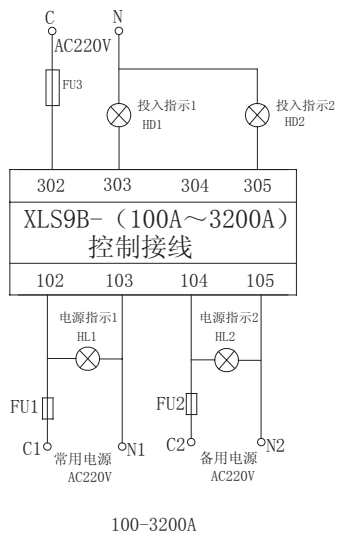 C N
AC220V
FU3
投入指示1 投入指示2
HD1 HD2
302 303 304 305
XLS9B-（100A～3200A）
控制接线
102 103 104 105
电源指示1 电源指示2
HL1 HL2
FU1 FU2
C1 常用电源 N1 C2 备用电源 N2
AC220V AC220V
100-3200A